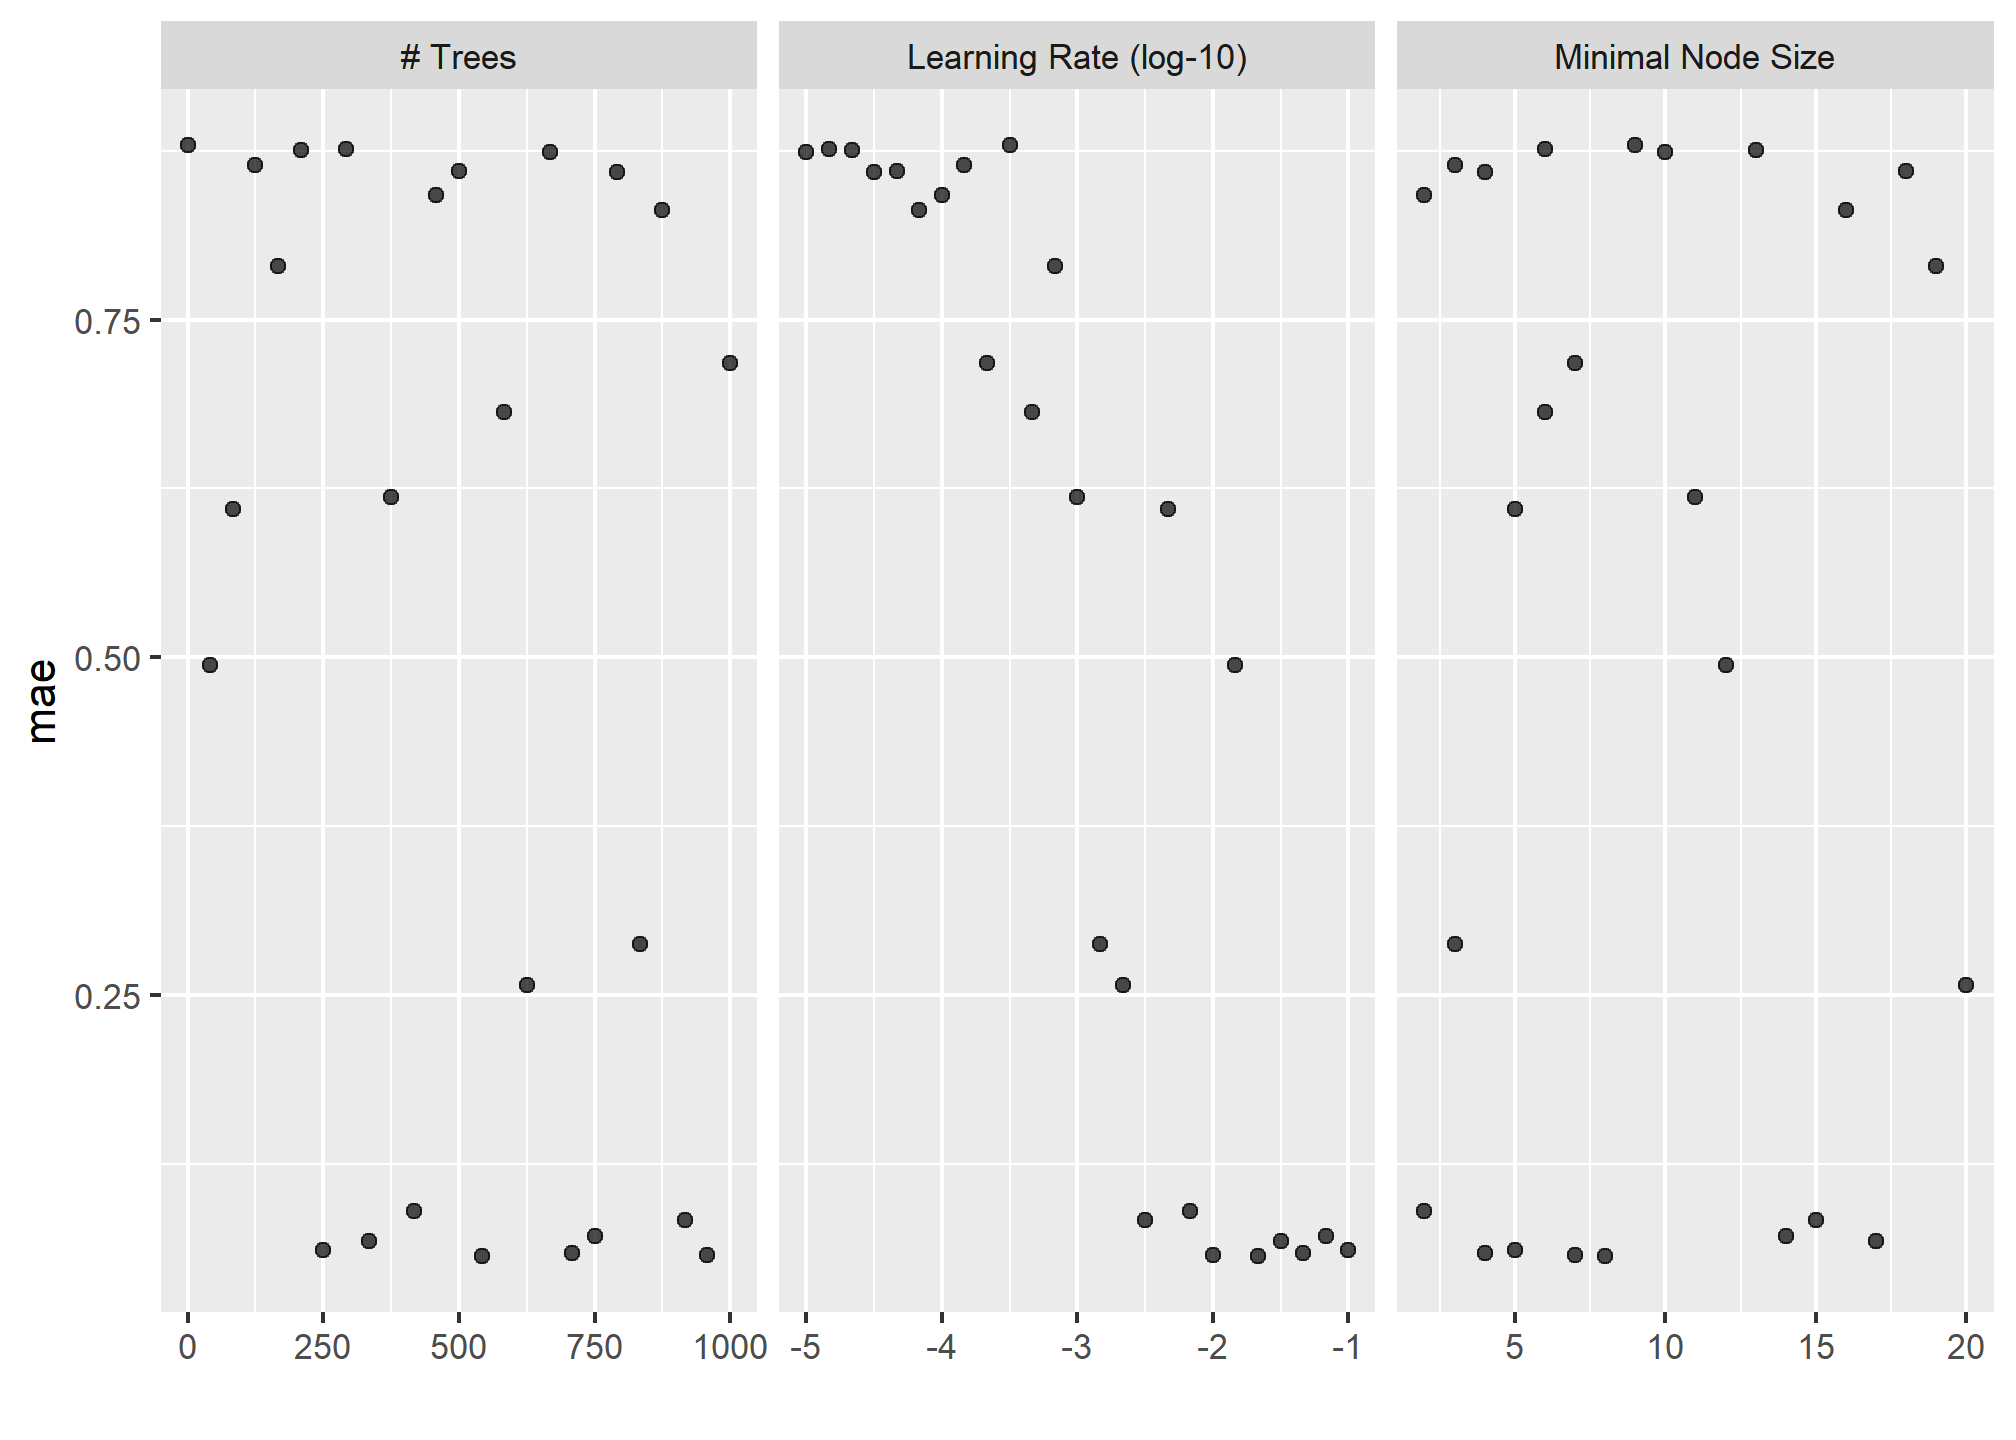 # Trees
Learning Rate (log-10)
Minimal Node Size
mae
0.75
0.50
0.25
0 250 500 750 1000
-5 -4 -3 -2 -1
5 10 15 20